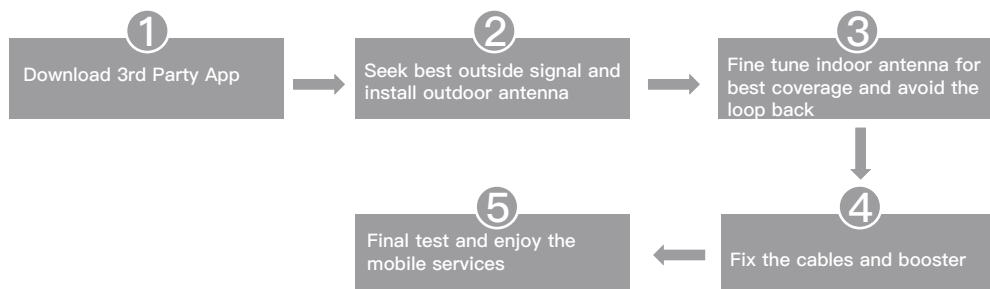 1
Download 3rd Party App
2
Seek best outside signal and
install outdoor antenna
3
Fine tune indoor antenna for
best coverage and avoid the
loop back
4
Fix the cables and booster
5
Final test and enjoy the
mobile services